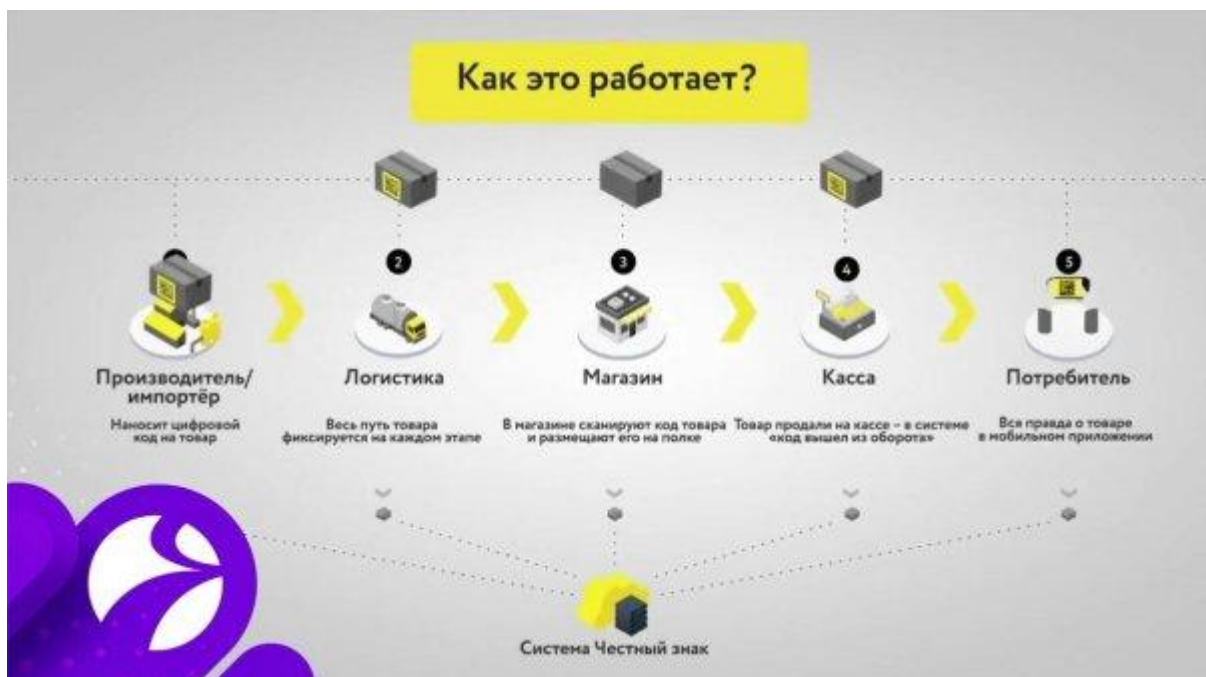 Как это работает?
2
3
4
5
Производитель/
импортёр
Наносит цифровой
код на товар
Логистика
Весь путь товара
фиксируется на каждом этапе
Магазин
В магазине сканируют код товара
и размещают его на полке
Касса
Товар продали на кассе – в системе
«код вышел из оборота»
Потребитель
Вся правда о товаре
в мобильном приложении
Система Честный знак